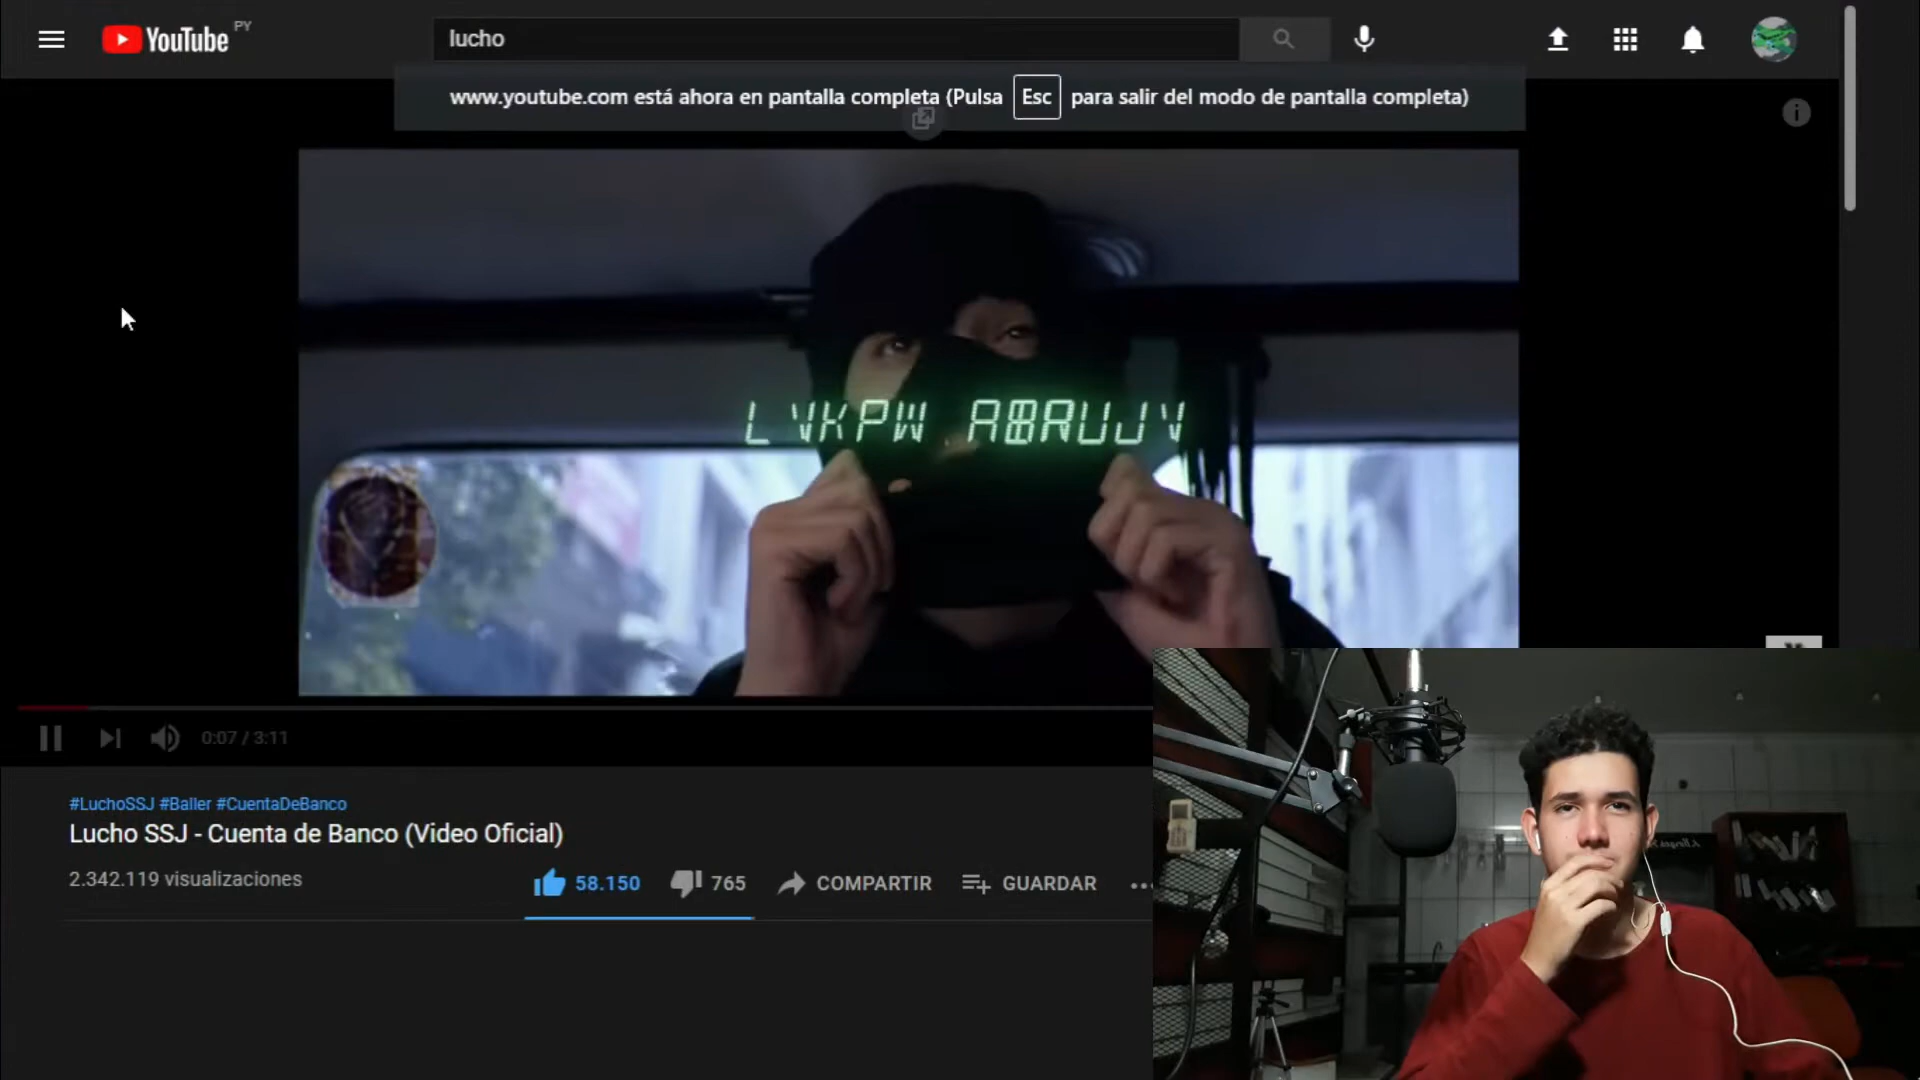 YouTube PY
lucho
www.youtube.com está ahora en pantalla completa (Pulsa Esc para salir del modo de pantalla completa)
0:07 / 3:11
#LuchoSSJ #Baller #CuentaDeBanco
Lucho SSJ - Cuenta de Banco (Video Oficial)
2.342.119 visualizaciones
58.150 765 COMPARTIR GUARDAR